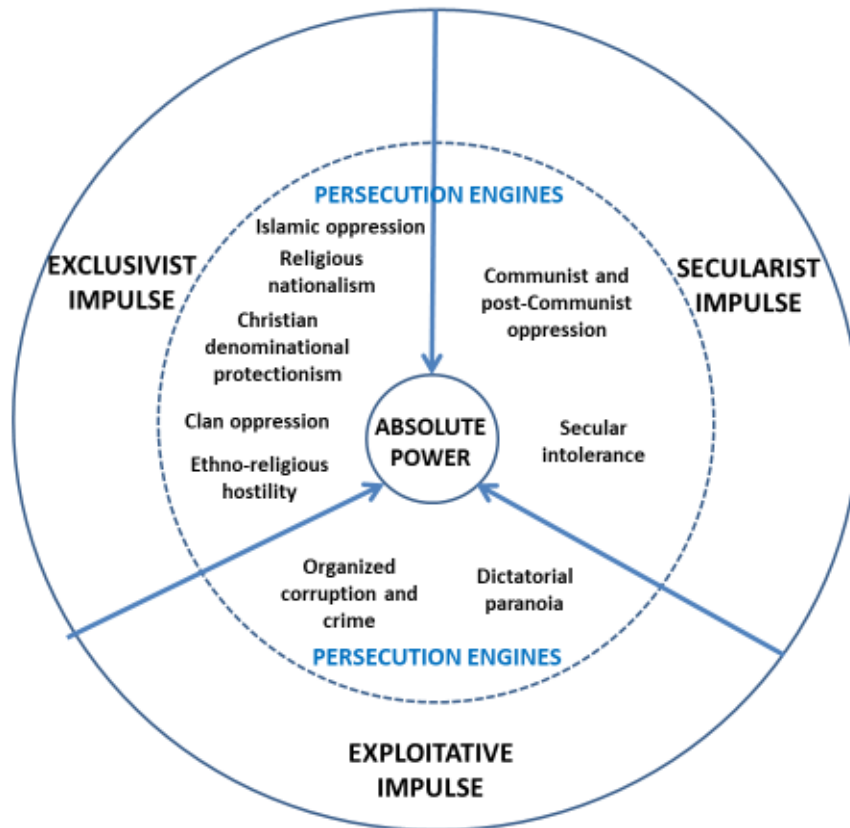 PERSECUTION ENGINES
Islamic oppression
Religious
nationalism
Christian
denominational
protectionism
Clan oppression
Ethno-religious
hostility
EXCLUSIVIST
IMPULSE
Communist and
post-Communist
oppression
SECULARIST
IMPULSE
ABSOLUTE
POWER
Secular
intolerance
Organized
corruption and
crime
Dictatorial
paranoia
PERSECUTION ENGINES
EXPLOITATIVE
IMPULSE